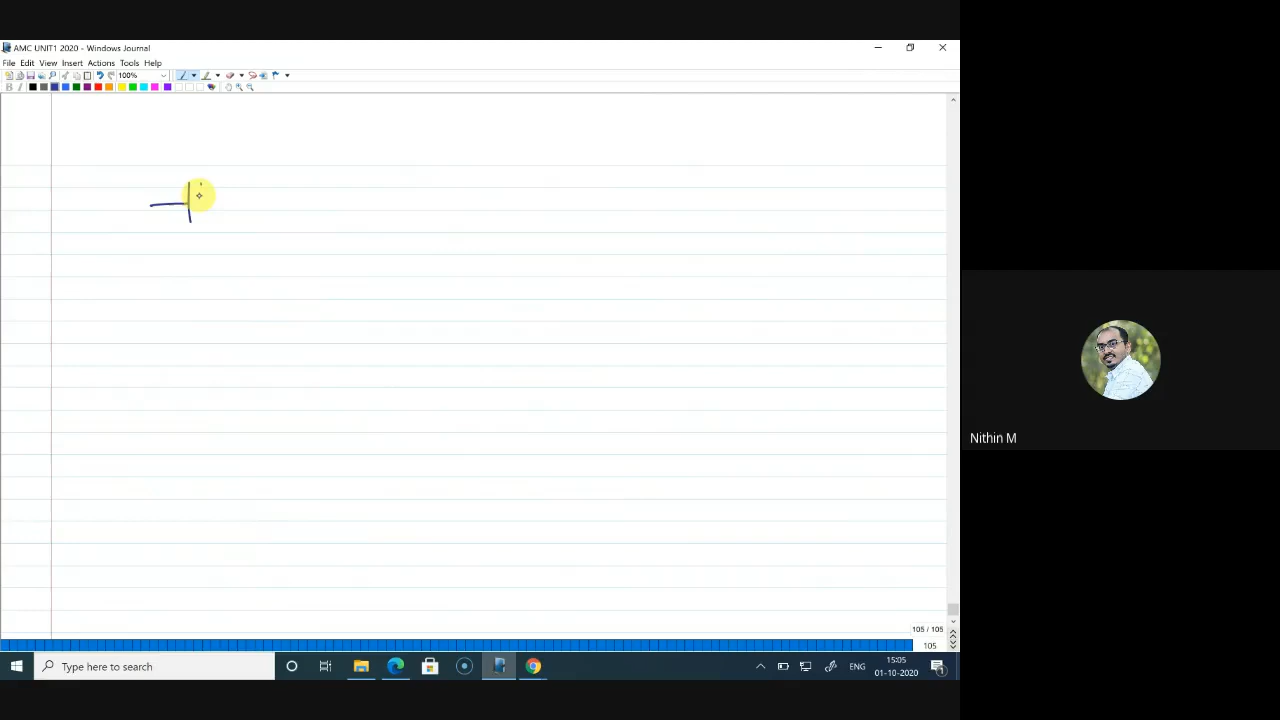 AMC UNIT1 2020 - Windows Journal
File Edit View Insert Actions Tools Help
100%
B I
Nithin M
105 / 105
105
Type here to search
ENG
15:05
01-10-2020
1